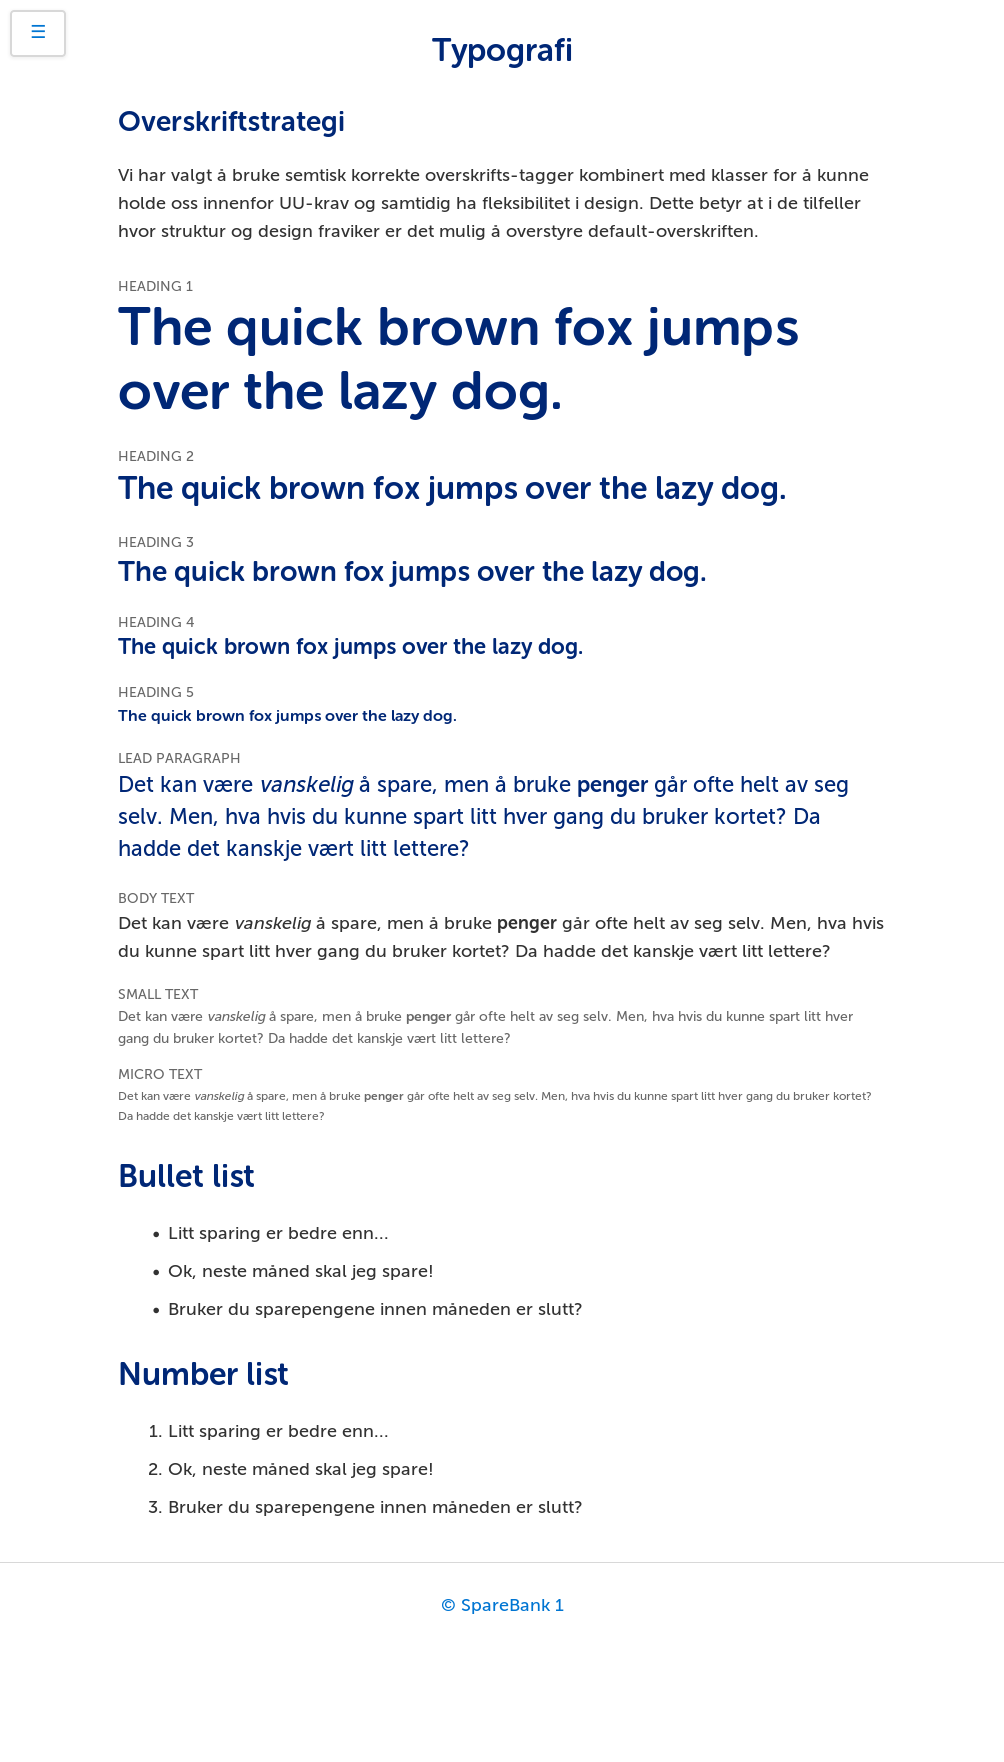 ☰
Typografi
Overskriftstrategi
Vi har valgt å bruke semtisk korrekte overskrifts-tagger kombinert med klasser for å kunne
holde oss innenfor UU-krav og samtidig ha fleksibilitet i design. Dette betyr at i de tilfeller
hvor struktur og design fraviker er det mulig å overstyre default-overskriften.
HEADING 1
The quick brown fox jumps
over the lazy dog.
HEADING 2
The quick brown fox jumps over the lazy dog.
HEADING 3
The quick brown fox jumps over the lazy dog.
HEADING 4
The quick brown fox jumps over the lazy dog.
HEADING 5
The quick brown fox jumps over the lazy dog.
LEAD PARAGRAPH
Det kan være vanskelig å spare, men å bruke penger går ofte helt av seg
selv. Men, hva hvis du kunne spart litt hver gang du bruker kortet? Da
hadde det kanskje vært litt lettere?
BODY TEXT
Det kan være vanskelig å spare, men å bruke penger går ofte helt av seg selv. Men, hva hvis
du kunne spart litt hver gang du bruker kortet? Da hadde det kanskje vært litt lettere?
SMALL TEXT
Det kan være vanskelig å spare, men å bruke penger går ofte helt av seg selv. Men, hva hvis du kunne spart litt hver
gang du bruker kortet? Da hadde det kanskje vært litt lettere?
MICRO TEXT
Det kan være vanskelig å spare, men å bruke penger går ofte helt av seg selv. Men, hva hvis du kunne spart litt hver gang du bruker kortet?
Da hadde det kanskje vært litt lettere?
Bullet list
• Litt sparing er bedre enn...
• Ok, neste måned skal jeg spare!
• Bruker du sparepengene innen måneden er slutt?
Number list
1. Litt sparing er bedre enn...
2. Ok, neste måned skal jeg spare!
3. Bruker du sparepengene innen måneden er slutt?
© SpareBank 1